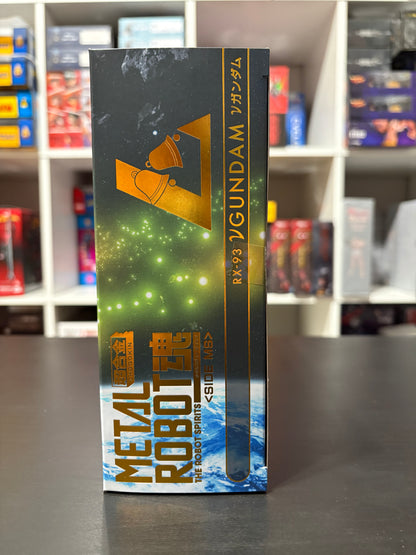 RX-93 νGUNDAM νガンダム
超合金
METAL
ROBOT魂
THE ROBOT SPIRITS
<SIDE MS>